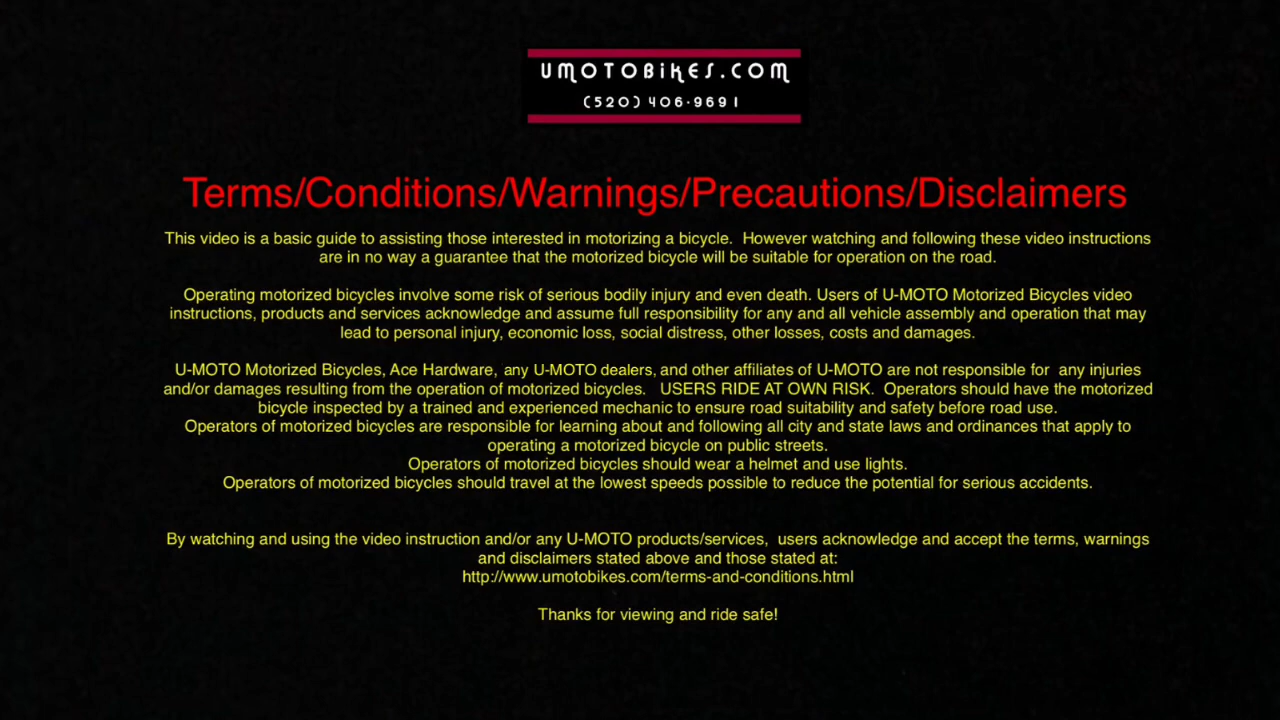 UMOTOBIKES.COM
(520) 406-9691
Terms/Conditions/Warnings/Precautions/Disclaimers
This video is a basic guide to assisting those interested in motorizing a bicycle.  However watching and following these video instructions
are in no way a guarantee that the motorized bicycle will be suitable for operation on the road.
Operating motorized bicycles involve some risk of serious bodily injury and even death. Users of U-MOTO Motorized Bicycles video
instructions, products and services acknowledge and assume full responsibility for any and all vehicle assembly and operation that may
lead to personal injury, economic loss, social distress, other losses, costs and damages.
U-MOTO Motorized Bicycles, Ace Hardware, any U-MOTO dealers, and other affiliates of U-MOTO are not responsible for  any injuries
and/or damages resulting from the operation of motorized bicycles.   USERS RIDE AT OWN RISK.  Operators should have the motorized
bicycle inspected by a trained and experienced mechanic to ensure road suitability and safety before road use.
Operators of motorized bicycles are responsible for learning about and following all city and state laws and ordinances that apply to
operating a motorized bicycle on public streets.
Operators of motorized bicycles should wear a helmet and use lights.
Operators of motorized bicycles should travel at the lowest speeds possible to reduce the potential for serious accidents.
By watching and using the video instruction and/or any U-MOTO products/services,  users acknowledge and accept the terms, warnings
and disclaimers stated above and those stated at:
http://www.umotobikes.com/terms-and-conditions.html
Thanks for viewing and ride safe!